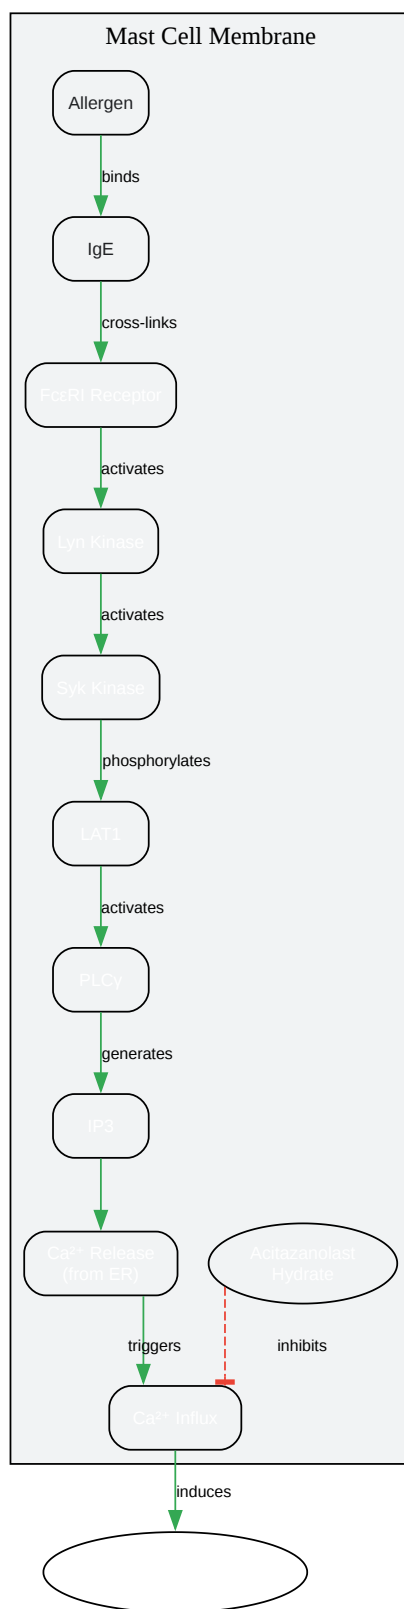 Mast Cell Membrane
Allergen
binds
IgE
cross-links
FcεRI Receptor
activates
Lyn Kinase
activates
Syk Kinase
phosphorylates
LAT1
activates
PLCγ
generates
IP3
Ca²⁺ Release
(from ER)
Acitazanolast
Hydrate
triggers
inhibits
Ca²⁺ Influx
induces